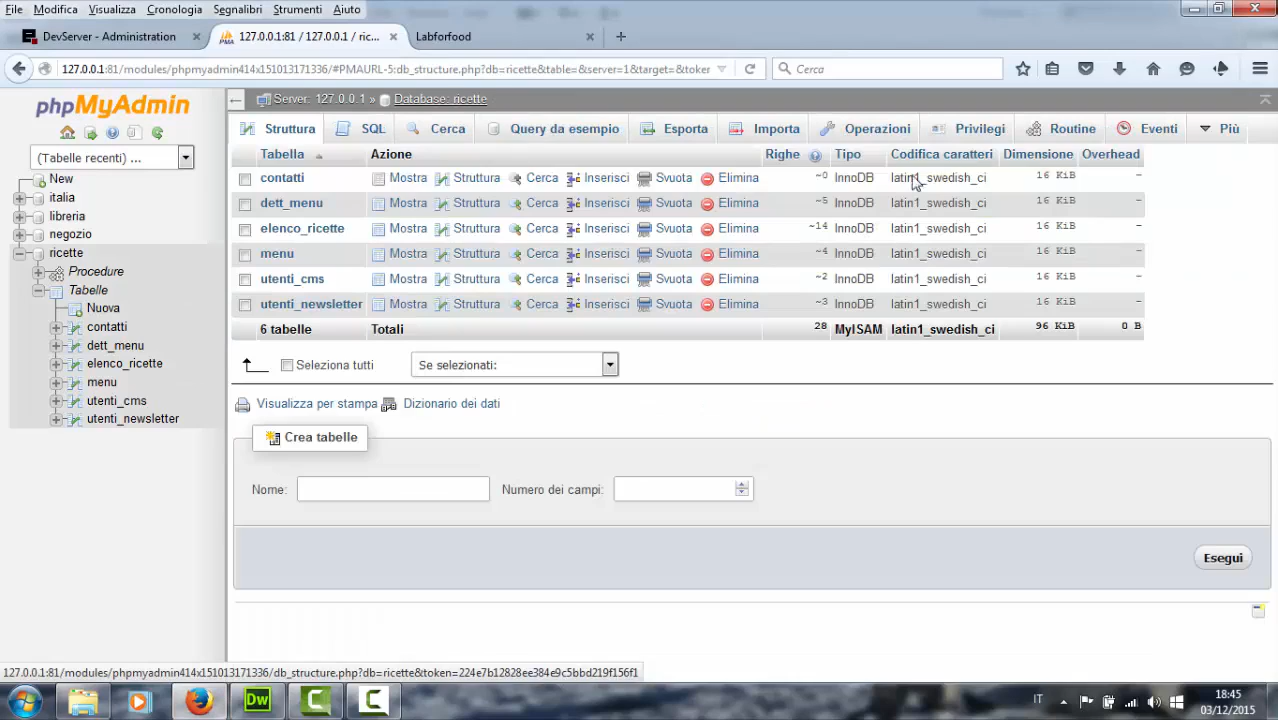 File Modifica Visualizza Cronologia Segnalibri Strumenti Aiuto
DevServer - Administration
127.0.0.1:81 / 127.0.0.1 / ric...
Labforfood
127.0.0.1:81/modules/phpmyadmin414x151013171336/#PMAURL-5:db_structure.php?db=ricette&table=&server=1&target=&token
Cerca
phpMyAdmin
(Tabelle recenti) ...
New
italia
libreria
negozio
ricette
Procedure
Tabelle
Nuova
contatti
dett_menu
elenco_ricette
menu
utenti_cms
utenti_newsletter
Server: 127.0.0.1 » Database: ricette
Struttura SQL Cerca Query da esempio Esporta Importa Operazioni Privilegi Routine Eventi Più
Tabella Azione Righe Tipo Codifica caratteri Dimensione Overhead
contatti Mostra Struttura Cerca Inserisci Svuota Elimina ~0 InnoDB latin1_swedish_ci 16 KiB -
dett_menu Mostra Struttura Cerca Inserisci Svuota Elimina ~5 InnoDB latin1_swedish_ci 16 KiB -
elenco_ricette Mostra Struttura Cerca Inserisci Svuota Elimina ~14 InnoDB latin1_swedish_ci 16 KiB -
menu Mostra Struttura Cerca Inserisci Svuota Elimina ~4 InnoDB latin1_swedish_ci 16 KiB -
utenti_cms Mostra Struttura Cerca Inserisci Svuota Elimina ~2 InnoDB latin1_swedish_ci 16 KiB -
utenti_newsletter Mostra Struttura Cerca Inserisci Svuota Elimina ~3 InnoDB latin1_swedish_ci 16 KiB -
6 tabelle Totali 28 MyISAM latin1_swedish_ci 96 KiB 0 B
Seleziona tutti Se selezionati:
Visualizza per stampa Dizionario dei dati
Crea tabelle
Nome: Numero dei campi:
Esegui
127.0.0.1:81/modules/phpmyadmin414x151013171336/db_structure.php?db=ricette&token=224e7b12828ee384e9c5bbd219f156f1
Dw
IT
18:45
03/12/2015